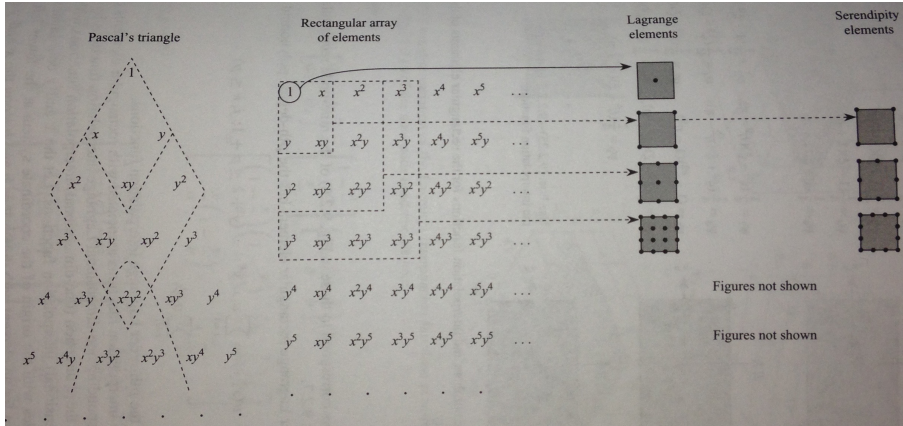 Pascal's triangle
1
x y
x² xy y²
x³ x²y xy² y³
x⁴ x³y x²y² xy³ y⁴
x⁵ x⁴y x³y² x²y³ xy⁴ y⁵
. . . . . . .
Rectangular array
of elements
1 x x² x³ x⁴ x⁵ ...
y xy x²y x³y x⁴y x⁵y ...
y² xy² x²y² x³y² x⁴y² x⁵y² ...
y³ xy³ x²y³ x³y³ x⁴y³ x⁵y³ ...
y⁴ xy⁴ x²y⁴ x³y⁴ x⁴y⁴ x⁵y⁴ ...
y⁵ xy⁵ x²y⁵ x³y⁵ x⁴y⁵ x⁵y⁵ ...
. . . . . .
Lagrange
elements
Serendipity
elements
Figures not shown
Figures not shown